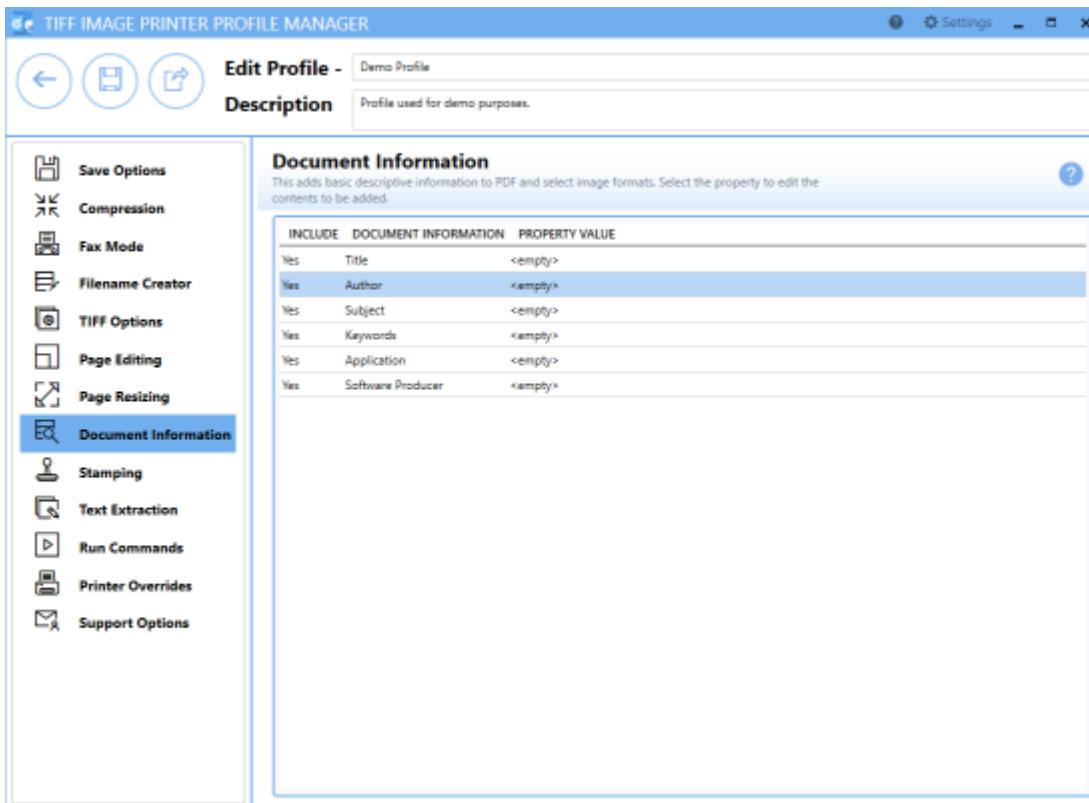 TIFF IMAGE PRINTER PROFILE MANAGER
Settings
Edit Profile - Demo Profile
Description Profile used for demo purposes.
Save Options
Compression
Fax Mode
Filename Creator
TIFF Options
Page Editing
Page Resizing
Document Information
Stamping
Text Extraction
Run Commands
Printer Overrides
Support Options
Document Information
This adds basic descriptive information to PDF and select image formats. Select the property to edit the
contents to be added.
INCLUDE DOCUMENT INFORMATION PROPERTY VALUE
Yes Title <empty>
Yes Author <empty>
Yes Subject <empty>
Yes Keywords <empty>
Yes Application <empty>
Yes Software Producer <empty>